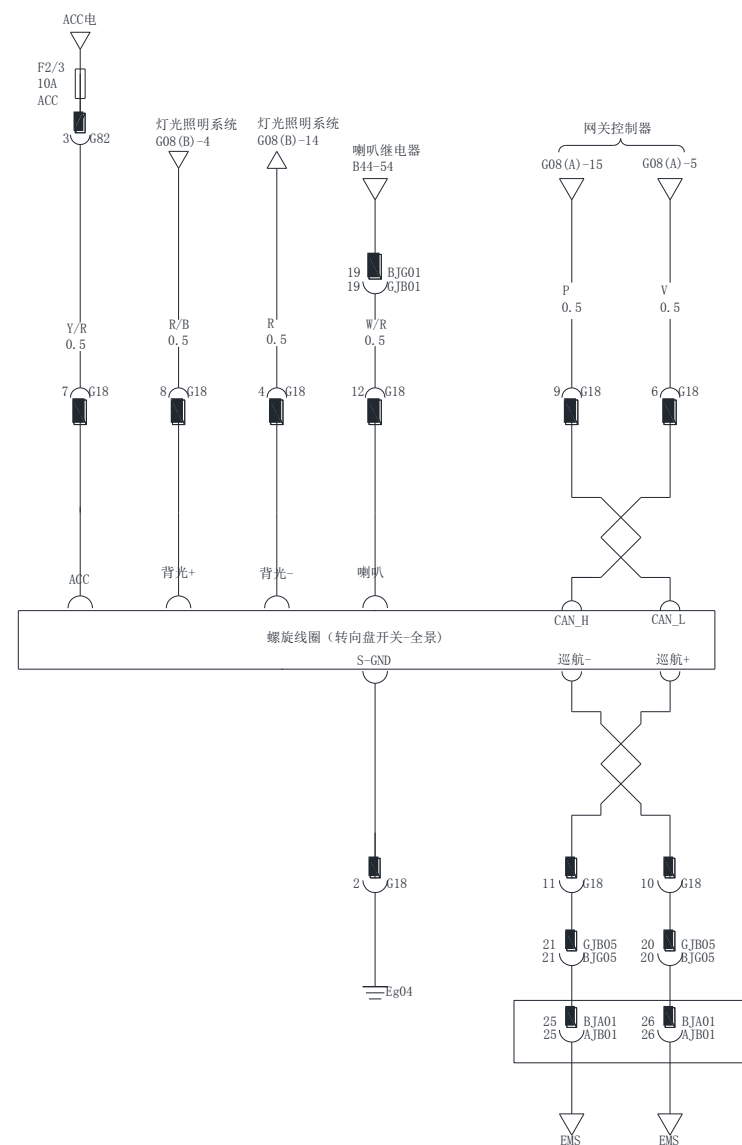 ACC电
F2/3
10A
ACC
3 G82
灯光照明系统
G08(B)-4
灯光照明系统
G08(B)-14
喇叭继电器
B44-54
网关控制器
G08(A)-15
G08(A)-5
19 BJG01
19 GJB01
Y/R
0.5
R/B
0.5
R
0.5
W/R
0.5
P
0.5
V
0.5
7 G18
8 G18
4 G18
12 G18
9 G18
6 G18
ACC
背光+
背光-
喇叭
CAN_H
CAN_L
螺旋线圈（转向盘开关-全景)
S-GND
巡航-
巡航+
2 G18
11 G18
10 G18
21 GJB05
21 BJG05
20 GJB05
20 BJG05
Eg04
25 BJA01
25 AJB01
26 BJA01
26 AJB01
EMS
EMS